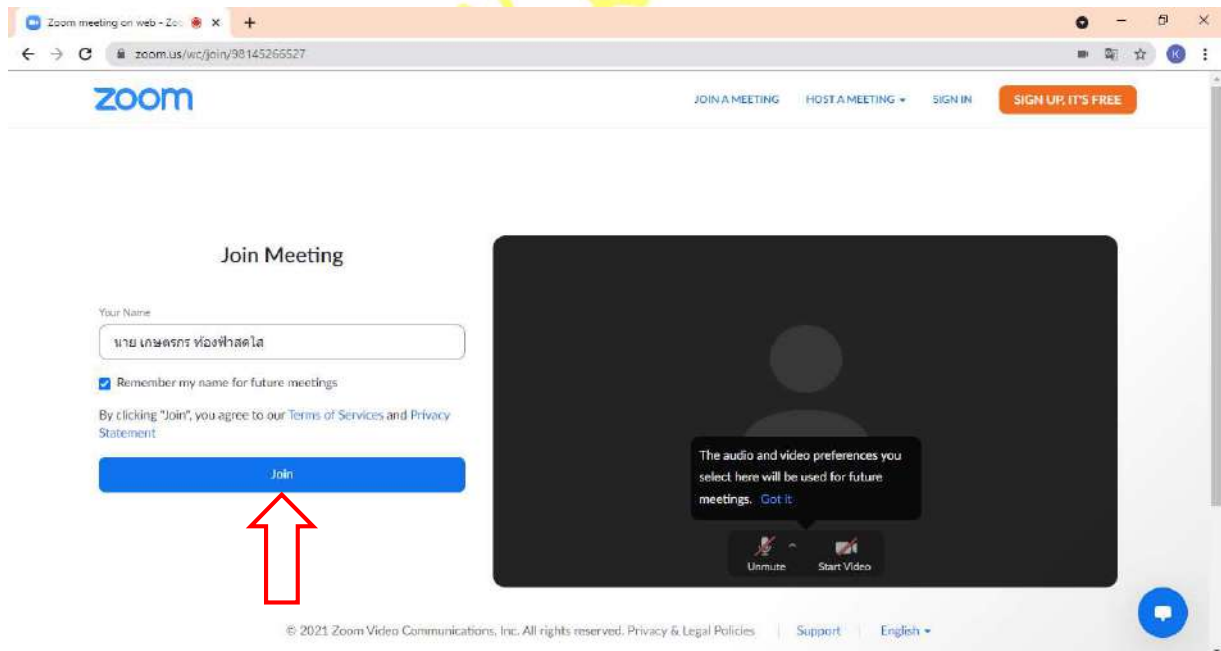 Zoom meeting on web - Zo
zoom.us/wc/join/98145266527
K
zoom
JOIN A MEETING
HOST A MEETING
SIGN IN
SIGN UP, IT'S FREE
Join Meeting
Your Name
นาย เกษตรกร ท้องฟ้าสดใส
Remember my name for future meetings
By clicking "Join", you agree to our Terms of Services and Privacy
Statement
Join
The audio and video preferences you
select here will be used for future
meetings. Got it
Unmute
Start Video
© 2021 Zoom Video Communications, Inc. All rights reserved. Privacy & Legal Policies
Support
English